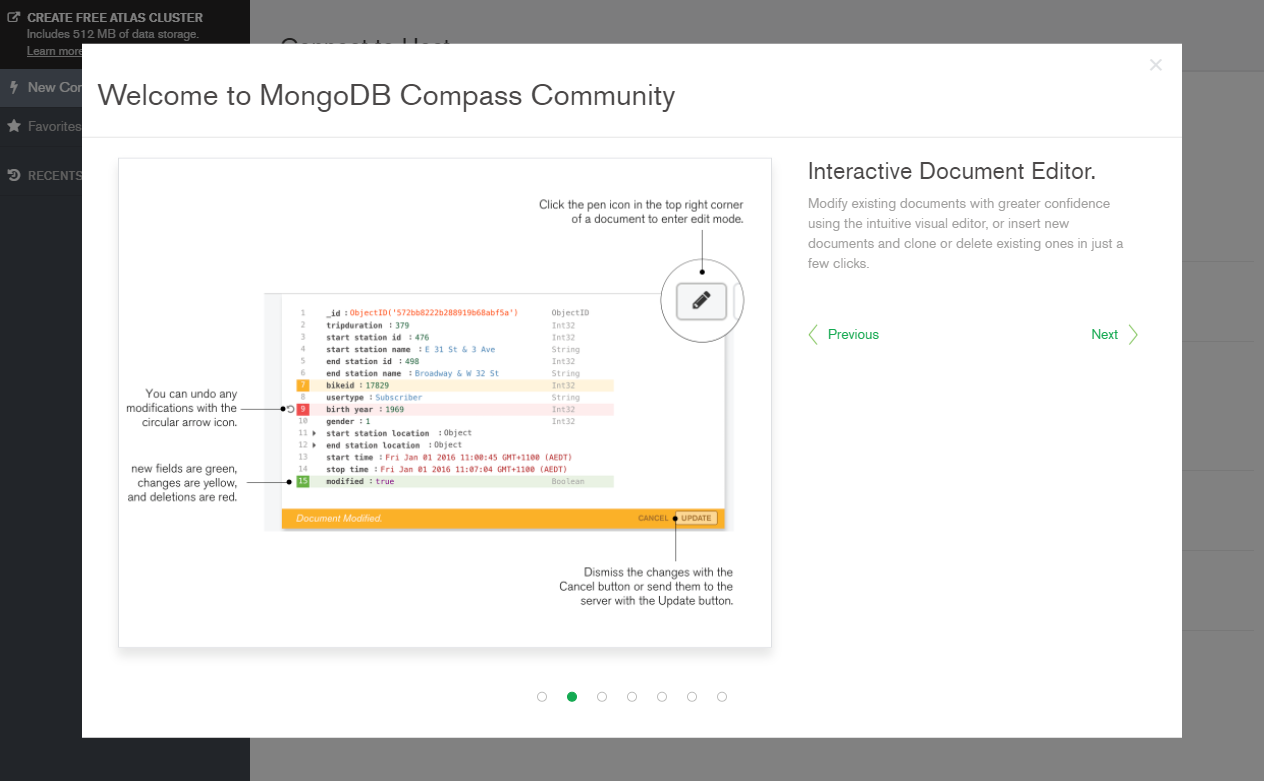 CREATE FREE ATLAS CLUSTER
Includes 512 MB of data storage.
Learn more
New Con
Favorites
RECENTS
Connect to Host
Welcome to MongoDB Compass Community
Click the pen icon in the top right corner
of a document to enter edit mode.
1 _id : ObjectID('572bb8222b288919b68abf5a') ObjectID
2 tripduration : 379 Int32
3 start station id : 476 Int32
4 start station name : E 31 St & 3 Ave String
5 end station id : 498 Int32
6 end station name : Broadway & W 32 St String
7 bikeid : 17829 Int32
8 usertype : Subscriber String
9 birth year : 1969 Int32
10 gender : 1 Int32
11 start station location : Object
12 end station location : Object
13 start time : Fri Jan 01 2016 11:00:45 GMT+1100 (AEDT)
14 stop time : Fri Jan 01 2016 11:07:04 GMT+1100 (AEDT)
15 modified : true Boolean
Document Modified. CANCEL UPDATE
You can undo any
modifications with the
circular arrow icon.
new fields are green,
changes are yellow,
and deletions are red.
Dismiss the changes with the
Cancel button or send them to the
server with the Update button.
Interactive Document Editor.
Modify existing documents with greater confidence
using the intuitive visual editor, or insert new
documents and clone or delete existing ones in just a
few clicks.
Previous Next